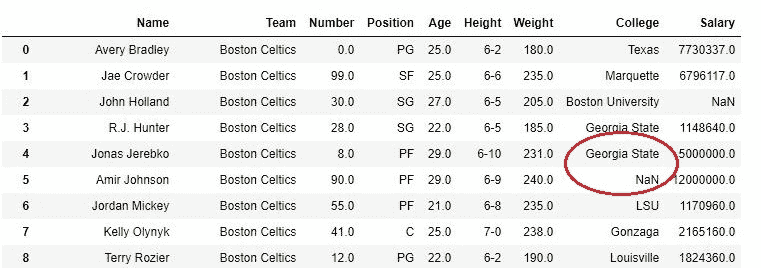 Name Team Number Position Age Height Weight College Salary
0 Avery Bradley Boston Celtics 0.0 PG 25.0 6-2 180.0 Texas 7730337.0
1 Jae Crowder Boston Celtics 99.0 SF 25.0 6-6 235.0 Marquette 6796117.0
2 John Holland Boston Celtics 30.0 SG 27.0 6-5 205.0 Boston University NaN
3 R.J. Hunter Boston Celtics 28.0 SG 22.0 6-5 185.0 Georgia State 1148640.0
4 Jonas Jerebko Boston Celtics 8.0 PF 29.0 6-10 231.0 Georgia State 5000000.0
5 Amir Johnson Boston Celtics 90.0 PF 29.0 6-9 240.0 NaN 12000000.0
6 Jordan Mickey Boston Celtics 55.0 PF 21.0 6-8 235.0 LSU 1170960.0
7 Kelly Olynyk Boston Celtics 41.0 C 25.0 7-0 238.0 Gonzaga 2165160.0
8 Terry Rozier Boston Celtics 12.0 PG 22.0 6-2 190.0 Louisville 1824360.0